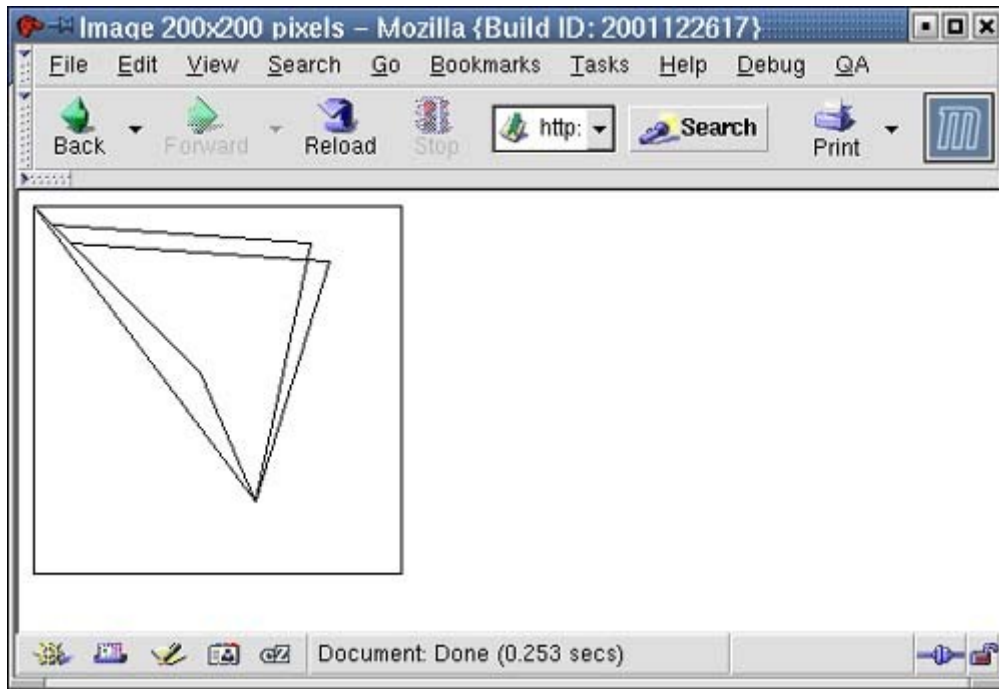 Image 200x200 pixels – Mozilla {Build ID: 2001122617}
File Edit View Search Go Bookmarks Tasks Help Debug QA
Back Forward Reload Stop http: Search Print
Document: Done (0.253 secs)